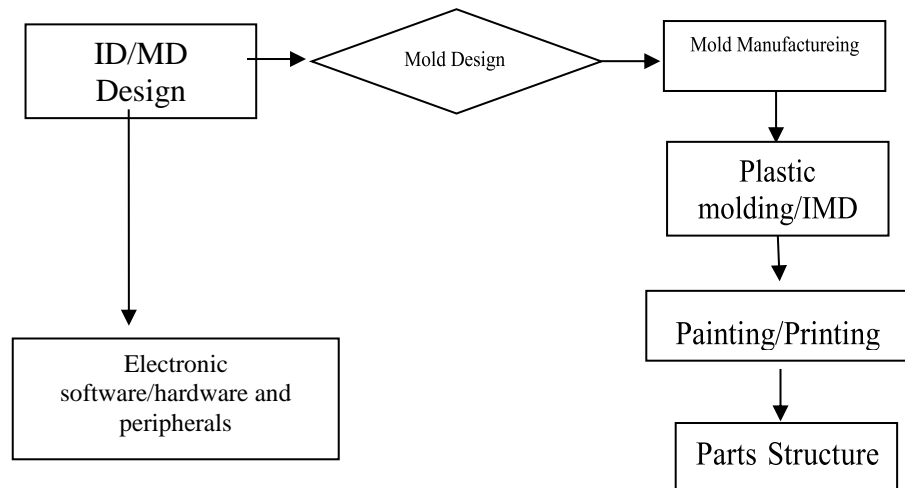 ID/MD
Design
Mold Design
Mold Manufactureing
Plastic
molding/IMD
Painting/Printing
Parts Structure
Electronic
software/hardware and
peripherals